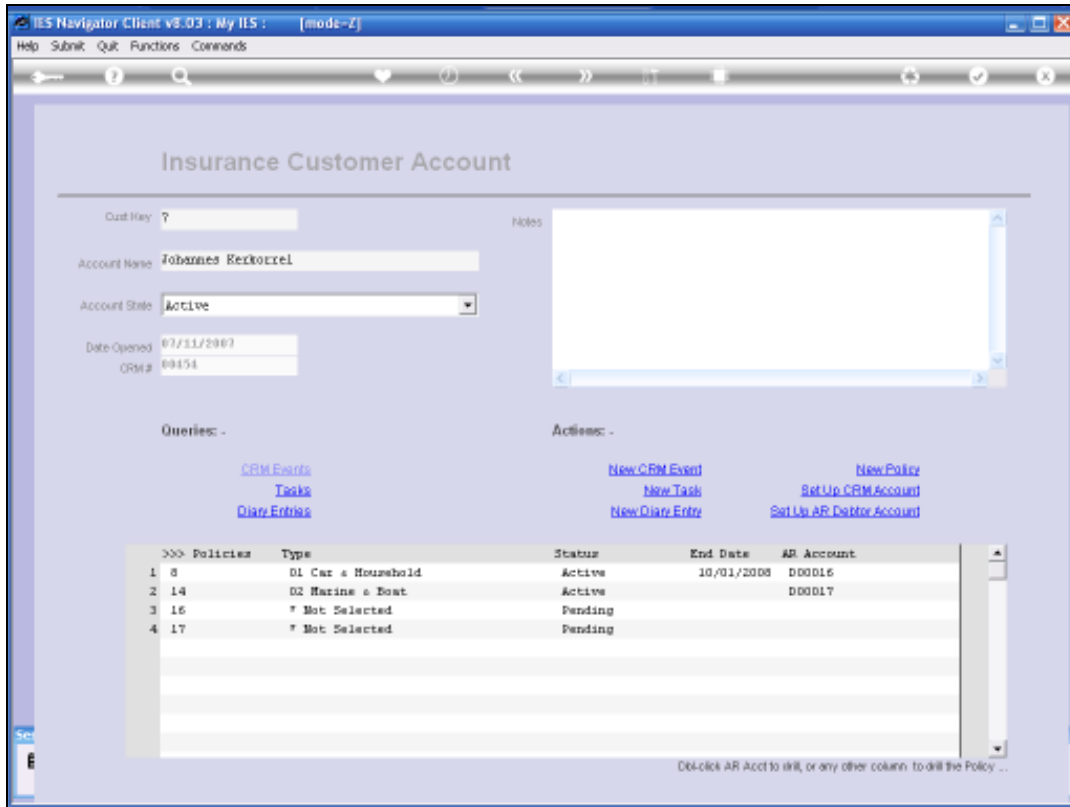 IES Navigator Client v8.03 : My IES : [mode=Z]
Help Submit Quit Functions Commands
Insurance Customer Account
Cust Key 7
Notes
Account Name Johannes Kerkorrel
Account State Active
Date Opened 07/11/2007
CRM # 00454
Queries: -
Actions: -
CRM Events
New CRM Event
New Policy
Tasks
New Task
Set Up CRM Account
Diary Entries
New Diary Entry
Set Up AR Debtor Account
>>> Policies Type Status End Date AR Account
1 8 01 Car & Household Active 10/01/2008 D00016
2 14 02 Marine & Boat Active D00017
3 16 * Not Selected Pending
4 17 * Not Selected Pending
Dbl-click AR Acct to drill, or any other column to drill the Policy ...